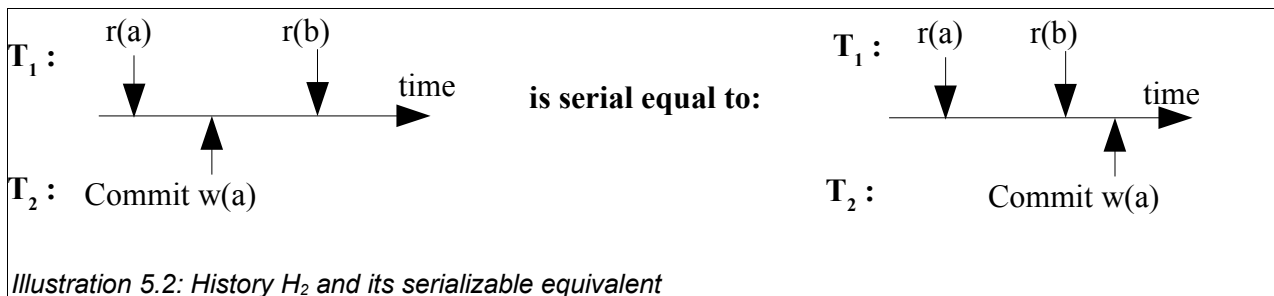 r(a) r(b)
T1 :
time
T2 : Commit w(a)
is serial equal to:
r(a) r(b)
T1 :
time
T2 : Commit w(a)
Illustration 5.2: History H2 and its serializable equivalent